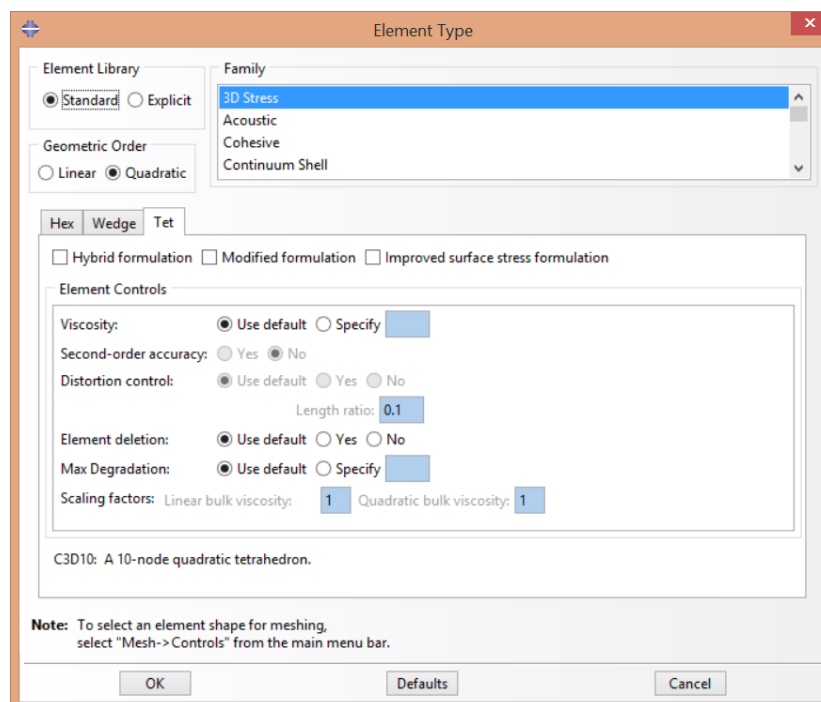 Element Type
Element Library
Standard Explicit
Family
3D Stress
Acoustic
Cohesive
Continuum Shell
Geometric Order
Linear Quadratic
Hex Wedge Tet
Hybrid formulation Modified formulation Improved surface stress formulation
Element Controls
Viscosity: Use default Specify
Second-order accuracy: Yes No
Distortion control: Use default Yes No
Length ratio: 0.1
Element deletion: Use default Yes No
Max Degradation: Use default Specify
Scaling factors: Linear bulk viscosity: 1 Quadratic bulk viscosity: 1
C3D10: A 10-node quadratic tetrahedron.
Note: To select an element shape for meshing,
select "Mesh->Controls" from the main menu bar.
OK Defaults Cancel